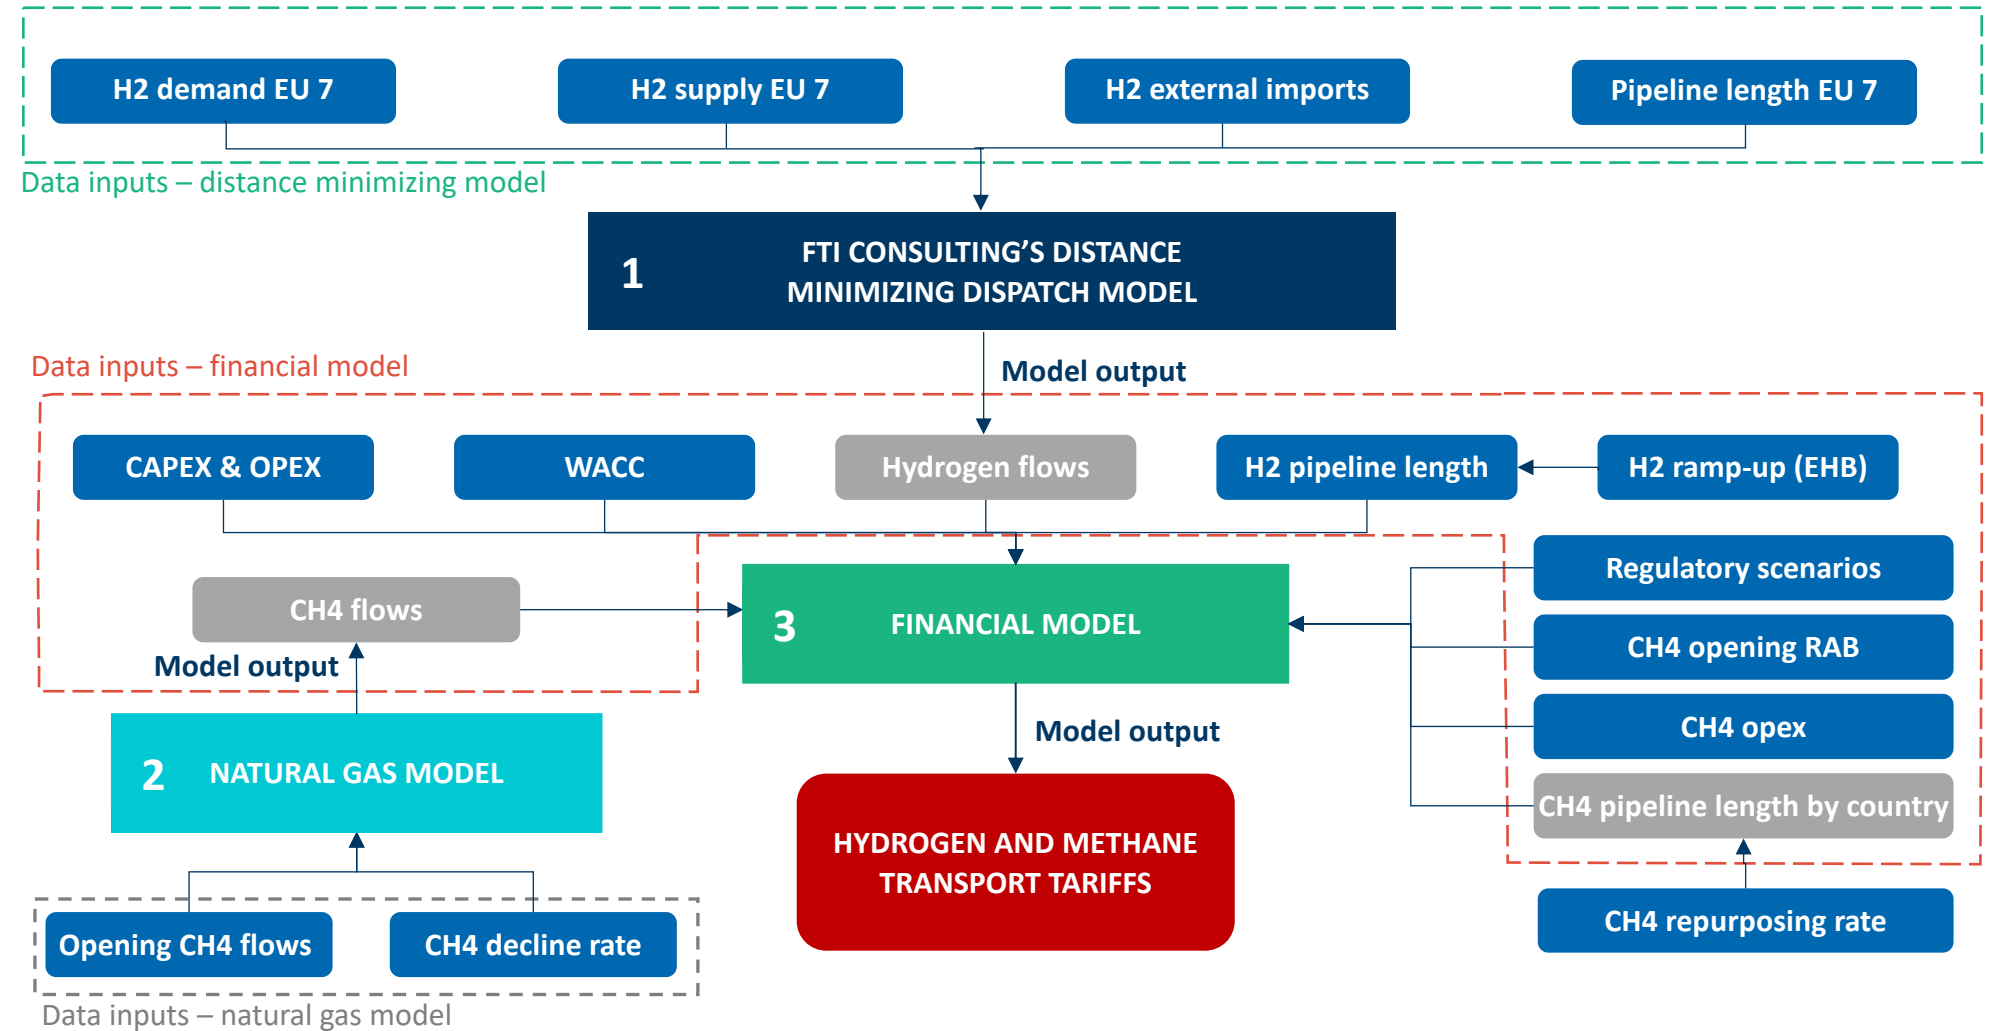 H2 demand EU 7
H2 supply EU 7
H2 external imports
Pipeline length EU 7
Data inputs – distance minimizing model
1
FTI CONSULTING’S DISTANCE
MINIMIZING DISPATCH MODEL
Data inputs – financial model
Model output
CAPEX & OPEX
WACC
Hydrogen flows
H2 pipeline length
H2 ramp-up (EHB)
Regulatory scenarios
CH4 flows
3
FINANCIAL MODEL
CH4 opening RAB
Model output
CH4 opex
Model output
2
NATURAL GAS MODEL
CH4 pipeline length by country
HYDROGEN AND METHANE
TRANSPORT TARIFFS
CH4 repurposing rate
Opening CH4 flows
CH4 decline rate
Data inputs – natural gas model